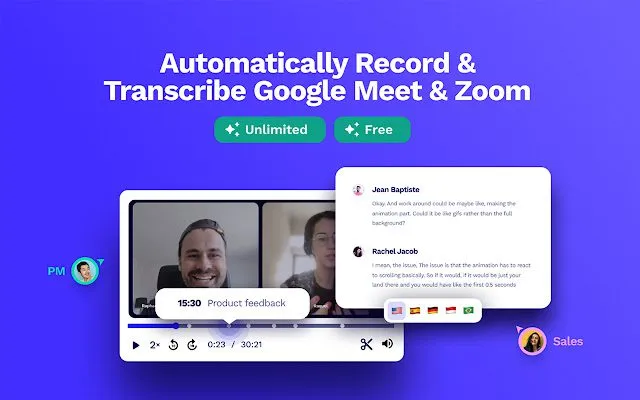 Automatically Record &
Transcribe Google Meet & Zoom
Unlimited
Free
Jean Baptiste
Okay. And work around could be maybe like, making the
animation part. Could it be like gifs rather than the full
background?
Rachel Jacob
I mean, the issue, The issue is that the animation has to react
to scrolling basically. So if it would, if it would be just your
land there and you would have like the first 0.5 seconds
PM
15:30 Product feedback
2×
0:23 / 30:21
Sales